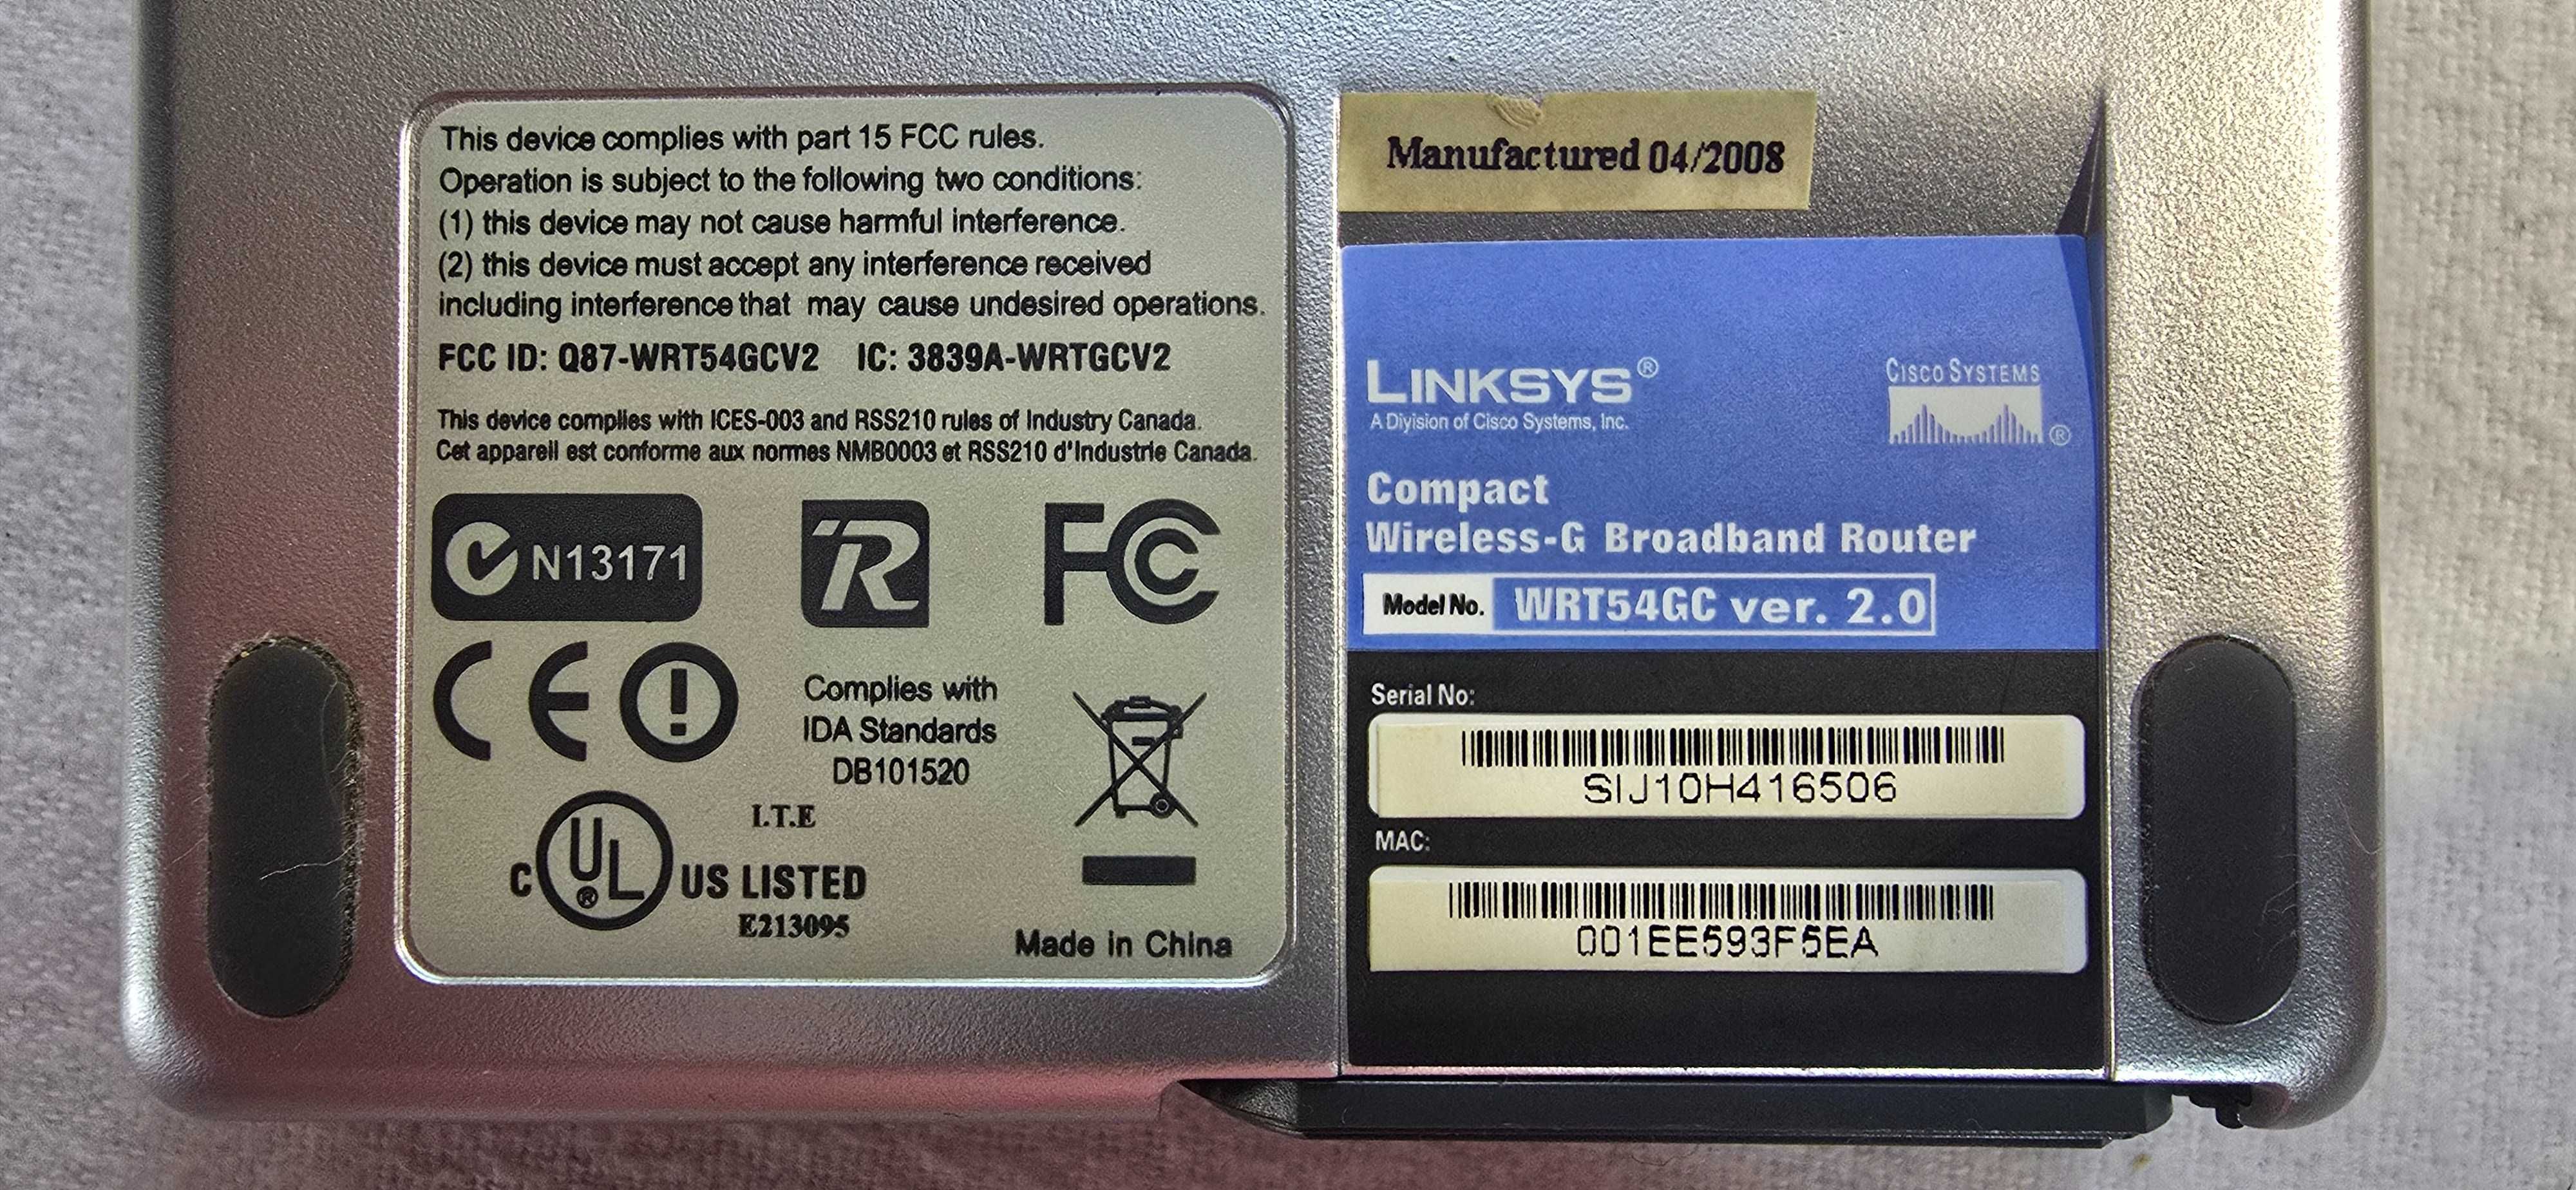 This device complies with part 15 FCC rules.
Operation is subject to the following two conditions:
(1) this device may not cause harmful interference.
(2) this device must accept any interference received
including interference that may cause undesired operations.
FCC ID: Q87-WRT54GCV2 IC: 3839A-WRTGCV2
This device complies with ICES-003 and RSS210 rules of Industry Canada.
Cet appareil est conforme aux normes NMB0003 et RSS210 d'Industrie Canada.
N13171
R
FC
CE
Complies with
IDA Standards
DB101520
I.T.E
C UL® US LISTED
E213095
Made in China
Manufactured 04/2008
LINKSYS®
A Division of Cisco Systems, Inc.
CISCO SYSTEMS
®
Compact
Wireless-G Broadband Router
Model No. WRT54GC ver. 2.0
Serial No:
SIJ10H416506
MAC:
001EE593F5EA